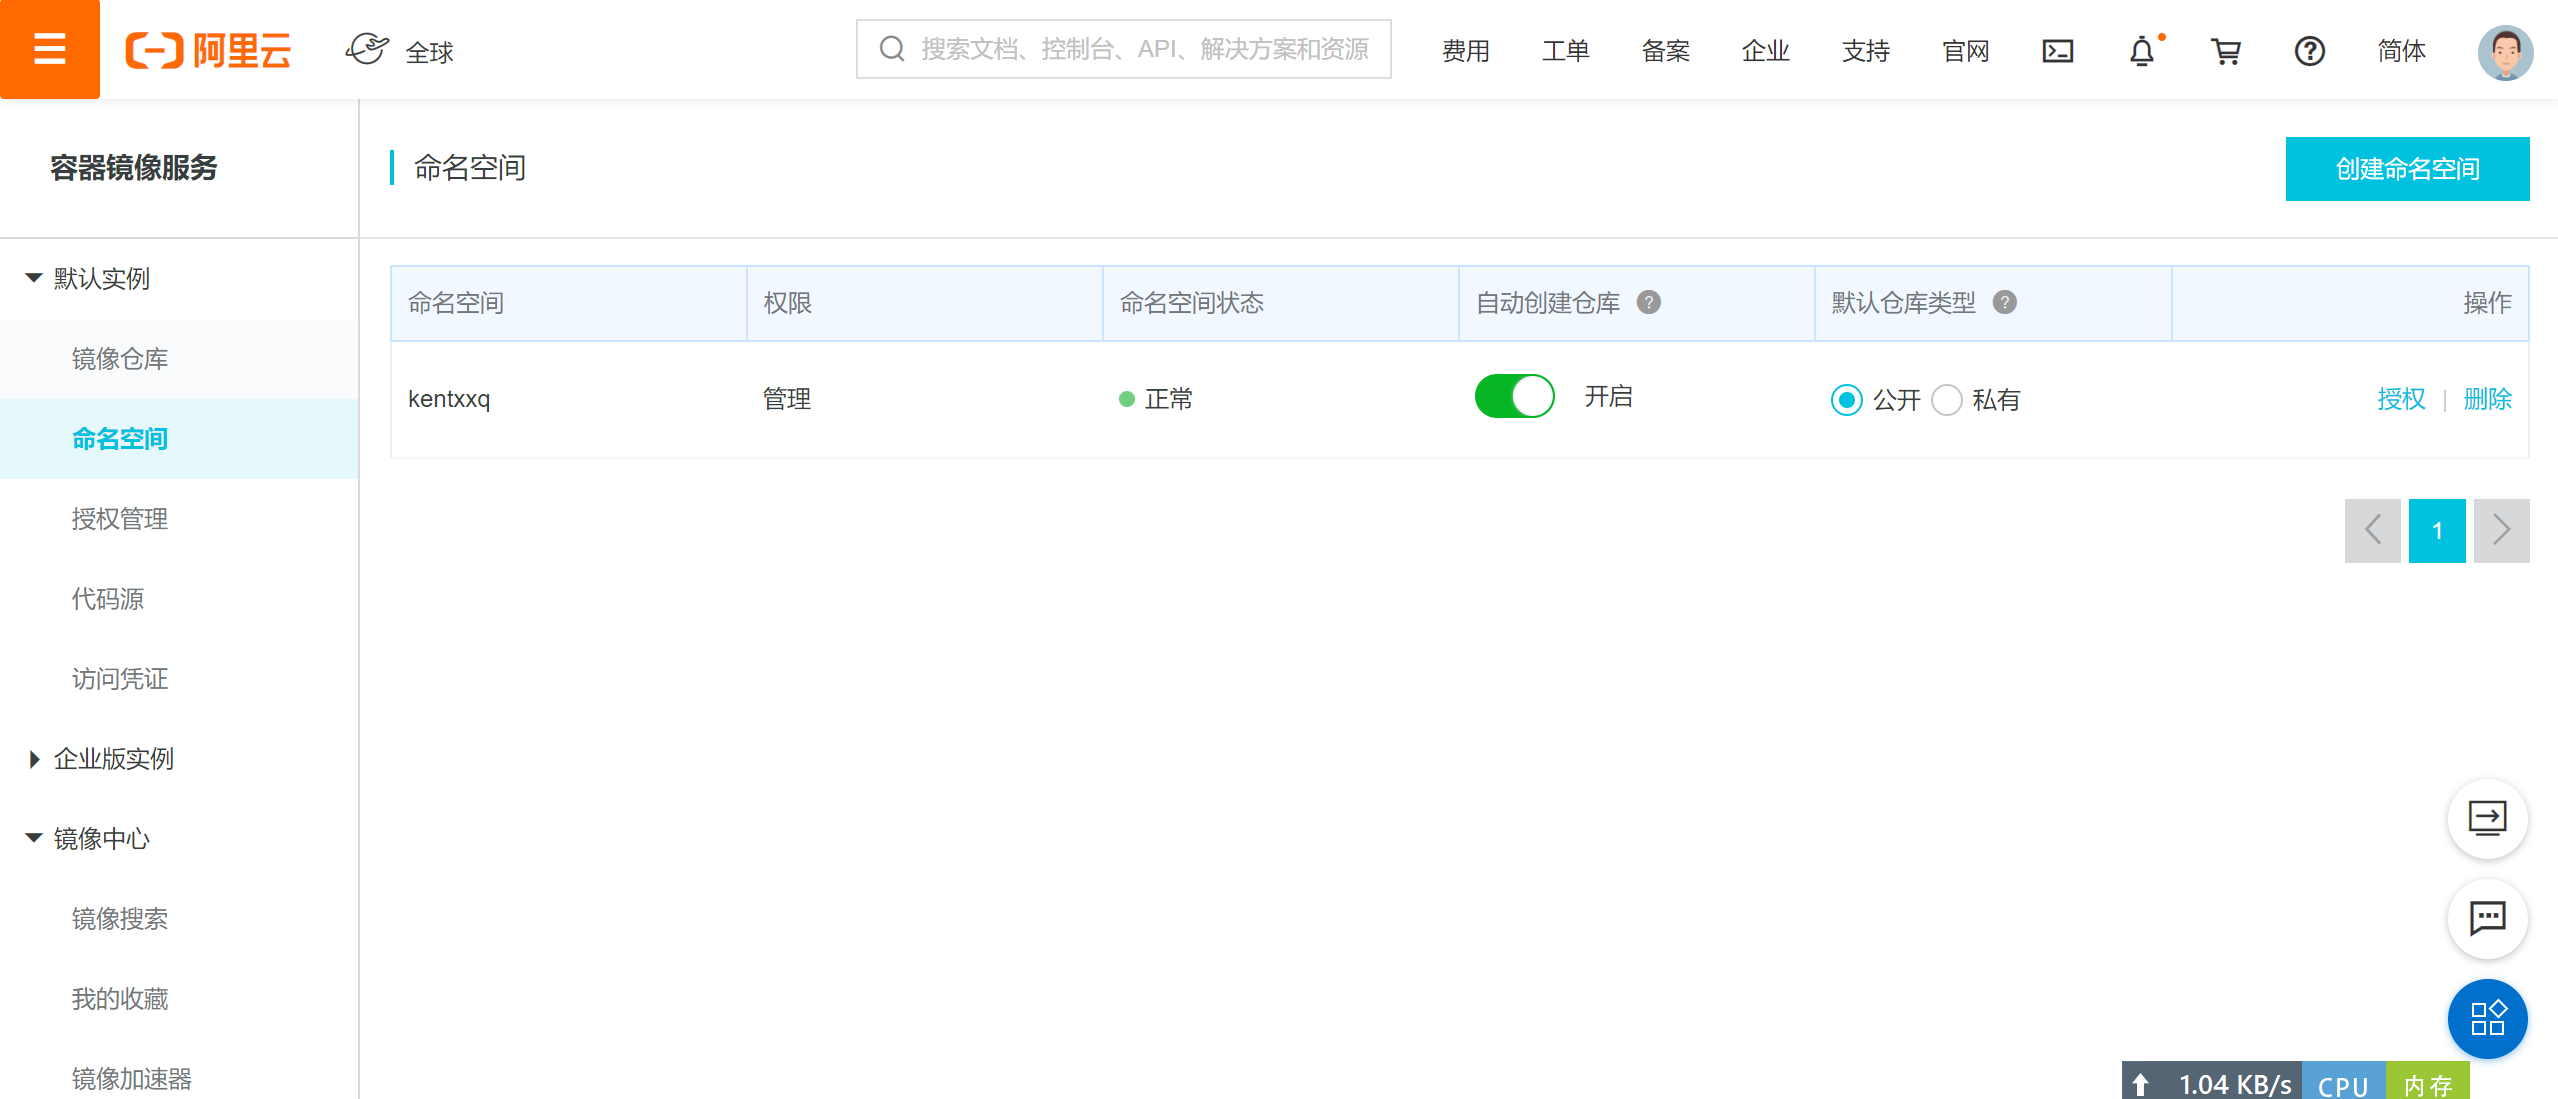 阿里云
全球
搜索文档、控制台、API、解决方案和资源
费用
工单
备案
企业
支持
官网
简体
容器镜像服务
命名空间
创建命名空间
默认实例
镜像仓库
命名空间
授权管理
代码源
访问凭证
企业版实例
镜像中心
镜像搜索
我的收藏
镜像加速器
命名空间 权限 命名空间状态 自动创建仓库 ? 默认仓库类型 ? 操作
kentxxq 管理 正常 开启 公开 私有 授权 | 删除
1
1.04 KB/s CPU 内存